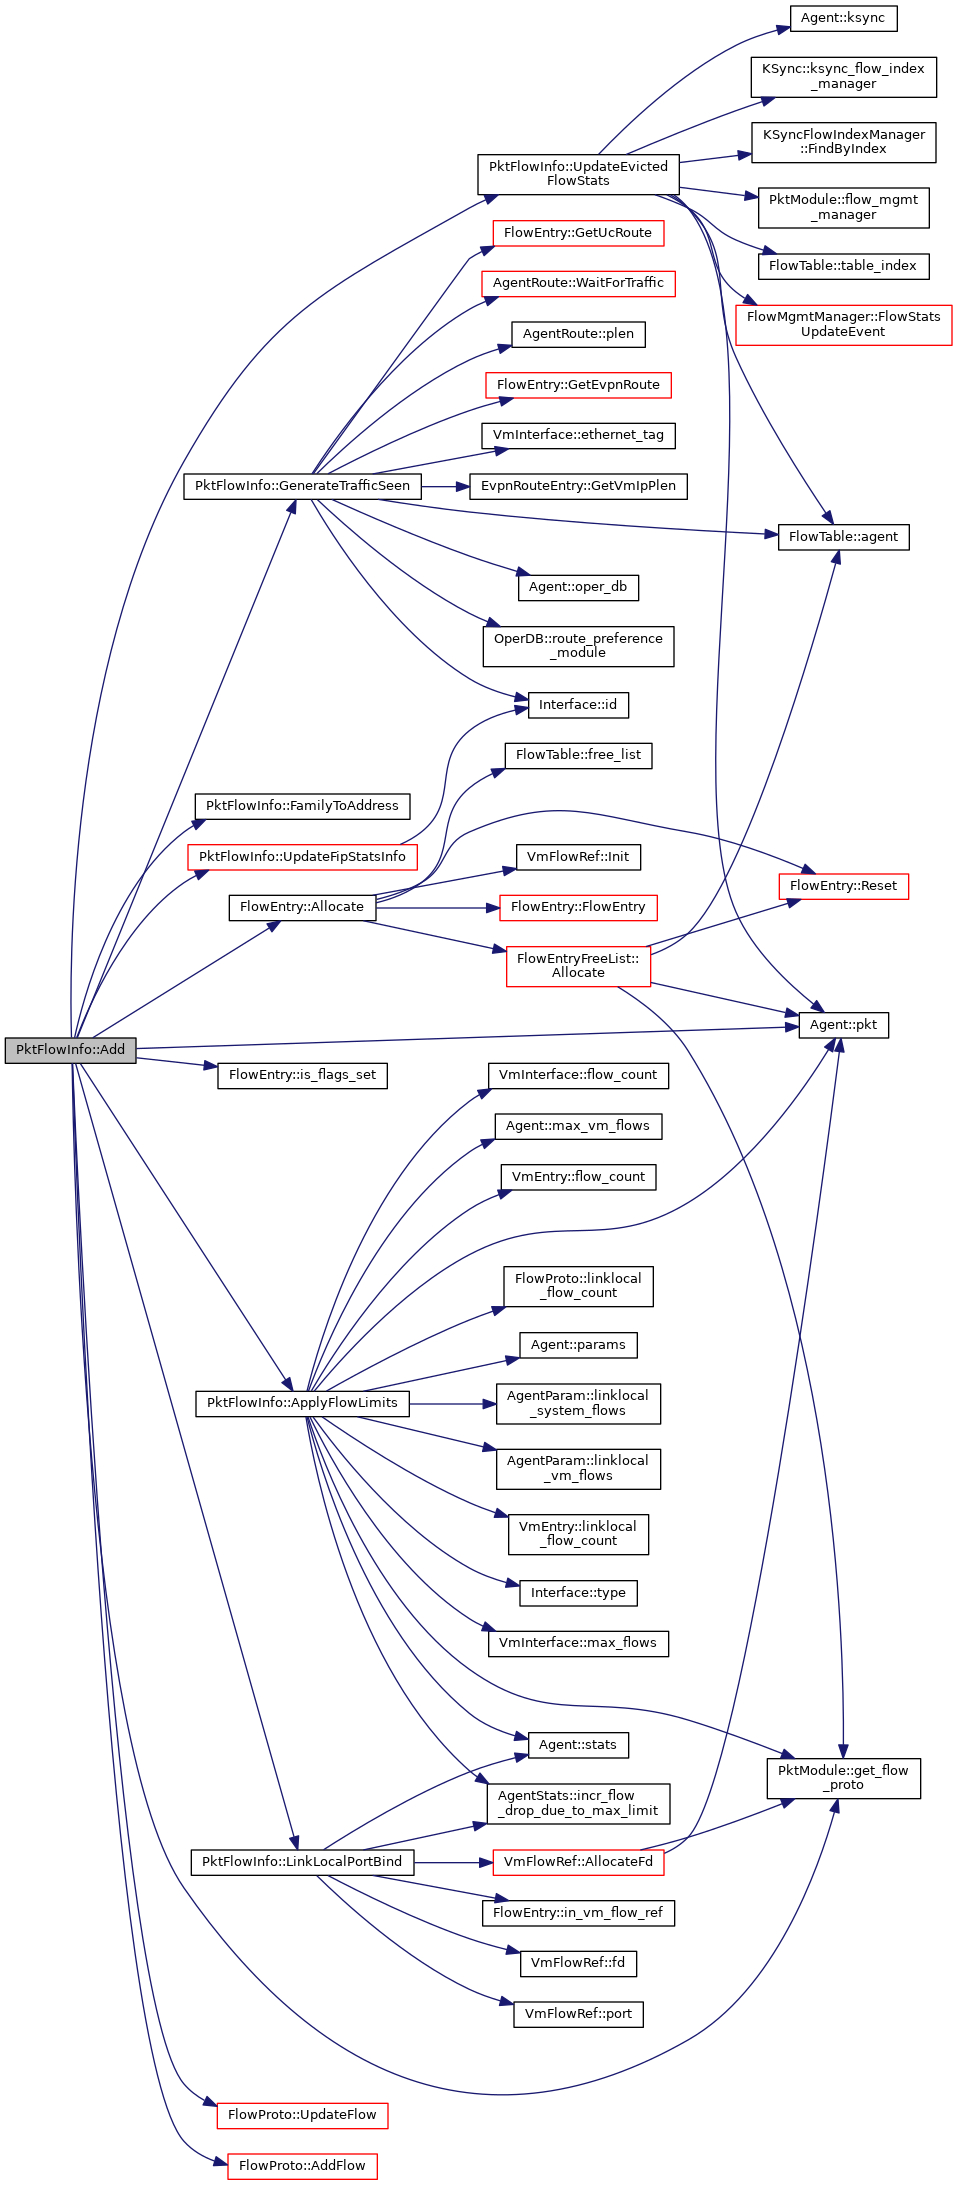 Agent::ksync
KSync::ksync_flow_index
_manager
KSyncFlowIndexManager
::FindByIndex
PktFlowInfo::UpdateEvicted
FlowStats
PktModule::flow_mgmt
_manager
FlowEntry::GetUcRoute
FlowTable::table_index
AgentRoute::WaitForTraffic
FlowMgmtManager::FlowStats
UpdateEvent
AgentRoute::plen
FlowEntry::GetEvpnRoute
VmInterface::ethernet_tag
PktFlowInfo::GenerateTrafficSeen
EvpnRouteEntry::GetVmIpPlen
FlowTable::agent
Agent::oper_db
OperDB::route_preference
_module
Interface::id
FlowTable::free_list
PktFlowInfo::FamilyToAddress
PktFlowInfo::UpdateFipStatsInfo
VmFlowRef::Init
FlowEntry::Reset
FlowEntry::Allocate
FlowEntry::FlowEntry
FlowEntryFreeList::
Allocate
Agent::pkt
PktFlowInfo::Add
FlowEntry::is_flags_set
VmInterface::flow_count
Agent::max_vm_flows
VmEntry::flow_count
FlowProto::linklocal
_flow_count
Agent::params
PktFlowInfo::ApplyFlowLimits
AgentParam::linklocal
_system_flows
AgentParam::linklocal
_vm_flows
VmEntry::linklocal
_flow_count
Interface::type
VmInterface::max_flows
Agent::stats
PktModule::get_flow
_proto
AgentStats::incr_flow
_drop_due_to_max_limit
PktFlowInfo::LinkLocalPortBind
VmFlowRef::AllocateFd
FlowEntry::in_vm_flow_ref
VmFlowRef::fd
VmFlowRef::port
FlowProto::UpdateFlow
FlowProto::AddFlow